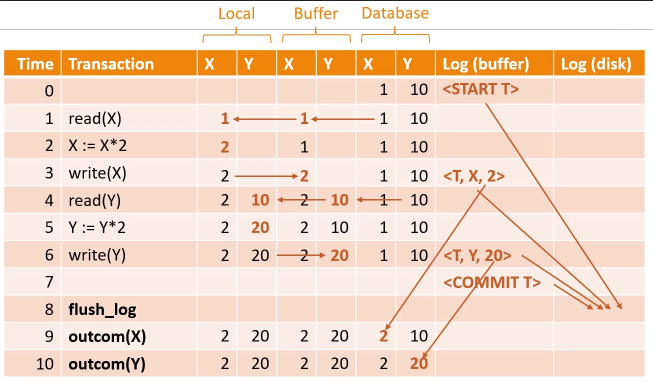 Local Buffer Database
Time Transaction X Y X Y X Y Log (buffer) Log (disk)
0 1 10 <START T>
1 read(X) 1 1 1 10
2 X := X*2 2 1 1 10
3 write(X) 2 2 1 10 <T, X, 2>
4 read(Y) 2 10 2 10 1 10
5 Y := Y*2 2 20 2 10 1 10
6 write(Y) 2 20 2 20 1 10 <T, Y, 20>
7 <COMMIT T>
8 flush_log
9 outcom(X) 2 20 2 20 2 10
10 outcom(Y) 2 20 2 20 2 20